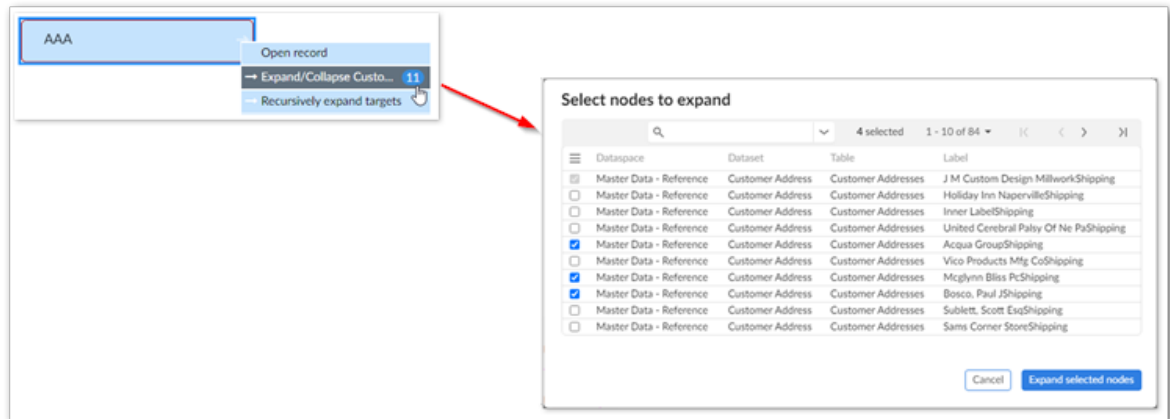 AAA
Open record
Expand/Collapse Custo... 11
Recursively expand targets
Select nodes to expand
4 selected 1 - 10 of 84
Dataspace Dataset Table Label
Master Data - Reference Customer Address Customer Addresses J M Custom Design MillworkShipping
Master Data - Reference Customer Address Customer Addresses Holiday Inn NapervilleShipping
Master Data - Reference Customer Address Customer Addresses Inner LabelShipping
Master Data - Reference Customer Address Customer Addresses United Cerebral Palsy Of Ne PaShipping
Master Data - Reference Customer Address Customer Addresses Acqua GroupShipping
Master Data - Reference Customer Address Customer Addresses Vico Products Mfg CoShipping
Master Data - Reference Customer Address Customer Addresses Mcglynn Bliss PcShipping
Master Data - Reference Customer Address Customer Addresses Bosco, Paul JShipping
Master Data - Reference Customer Address Customer Addresses Sublett, Scott EsqShipping
Master Data - Reference Customer Address Customer Addresses Sams Corner StoreShipping
Cancel Expand selected nodes